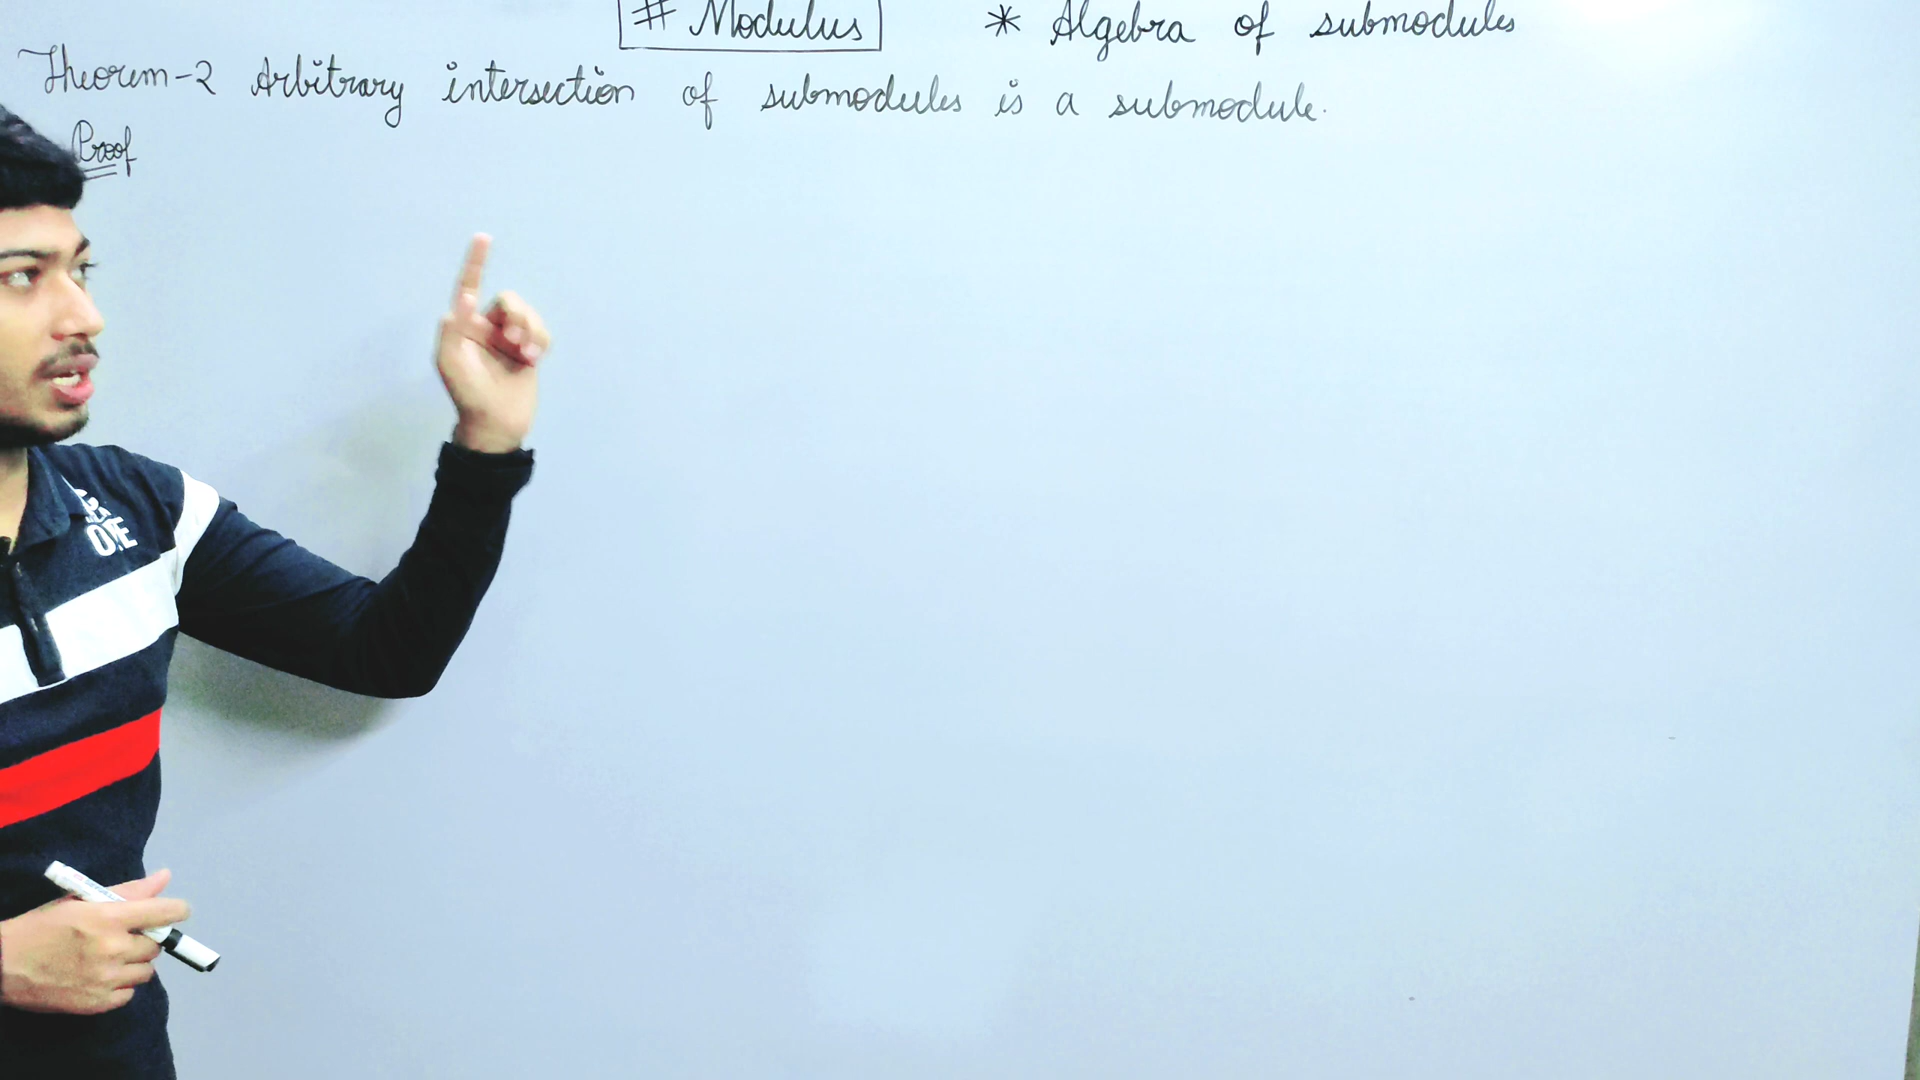 # Modulus * Algebra of submodules
Theorem-2 Arbitrary intersection of submodules is a submodule.
Proof